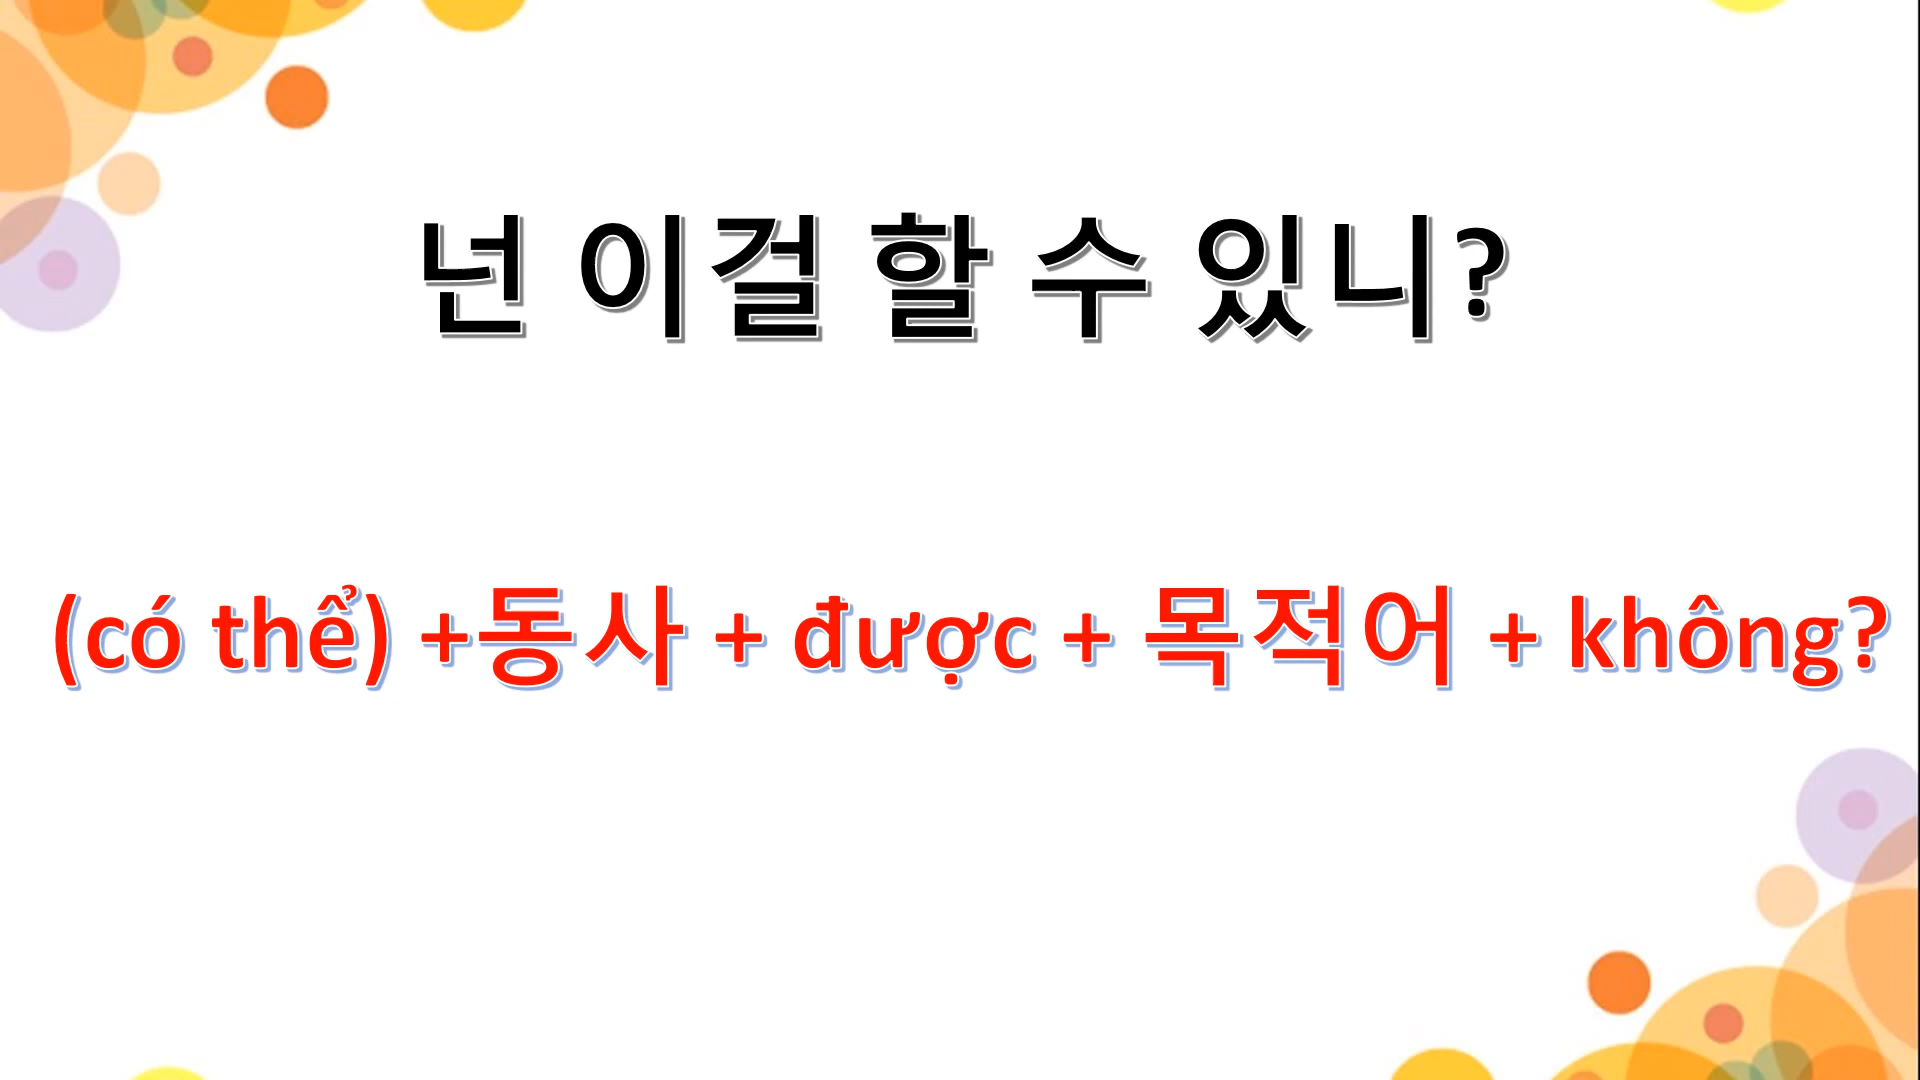 넌 이걸 할 수 있니?
(có thể) +동사 + được + 목적어 + không?